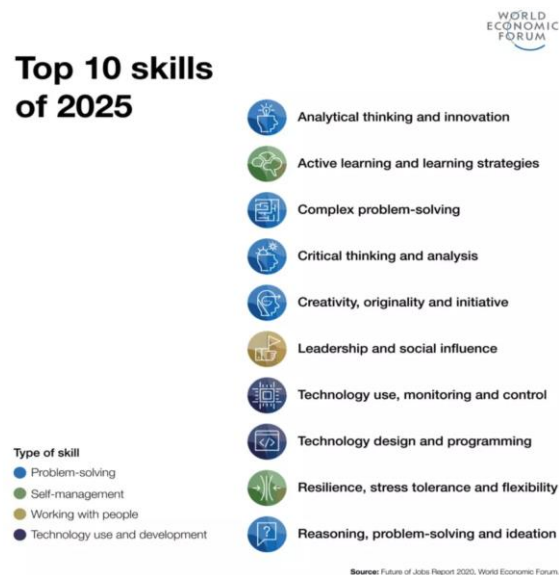 WORLD
ECONOMIC
FORUM
Top 10 skills
of 2025
Analytical thinking and innovation
Active learning and learning strategies
Complex problem-solving
Critical thinking and analysis
Creativity, originality and initiative
Leadership and social influence
Technology use, monitoring and control
Technology design and programming
Resilience, stress tolerance and flexibility
Reasoning, problem-solving and ideation
Type of skill
Problem-solving
Self-management
Working with people
Technology use and development
Source: Future of Jobs Report 2020, World Economic Forum.